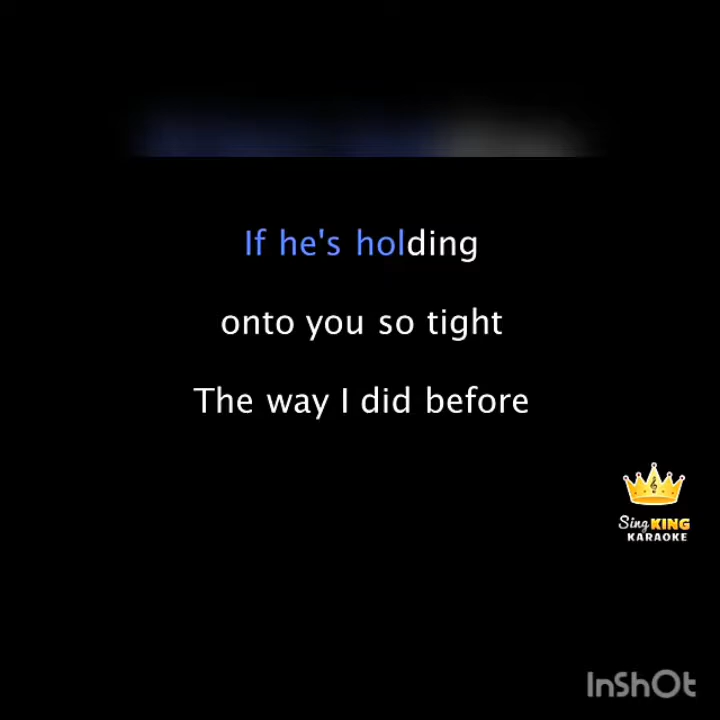 If he's holding
onto you so tight
The way I did before
Sing KING
KARAOKE
InShOt